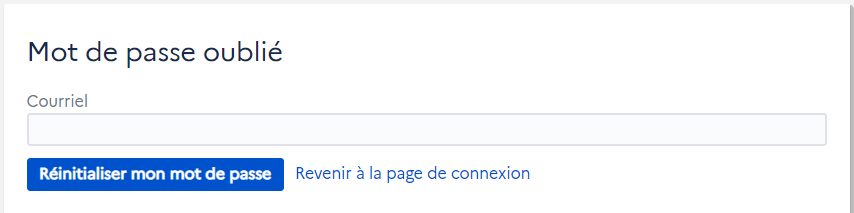 Mot de passe oublié
Courriel
Réinitialiser mon mot de passe Revenir à la page de connexion